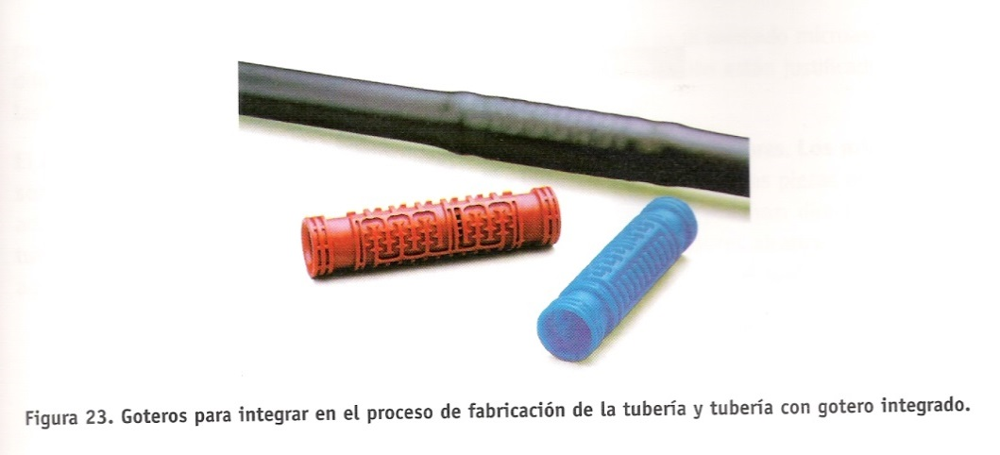 Figura 23. Goteros para integrar en el proceso de fabricación de la tubería y tubería con gotero integrado.